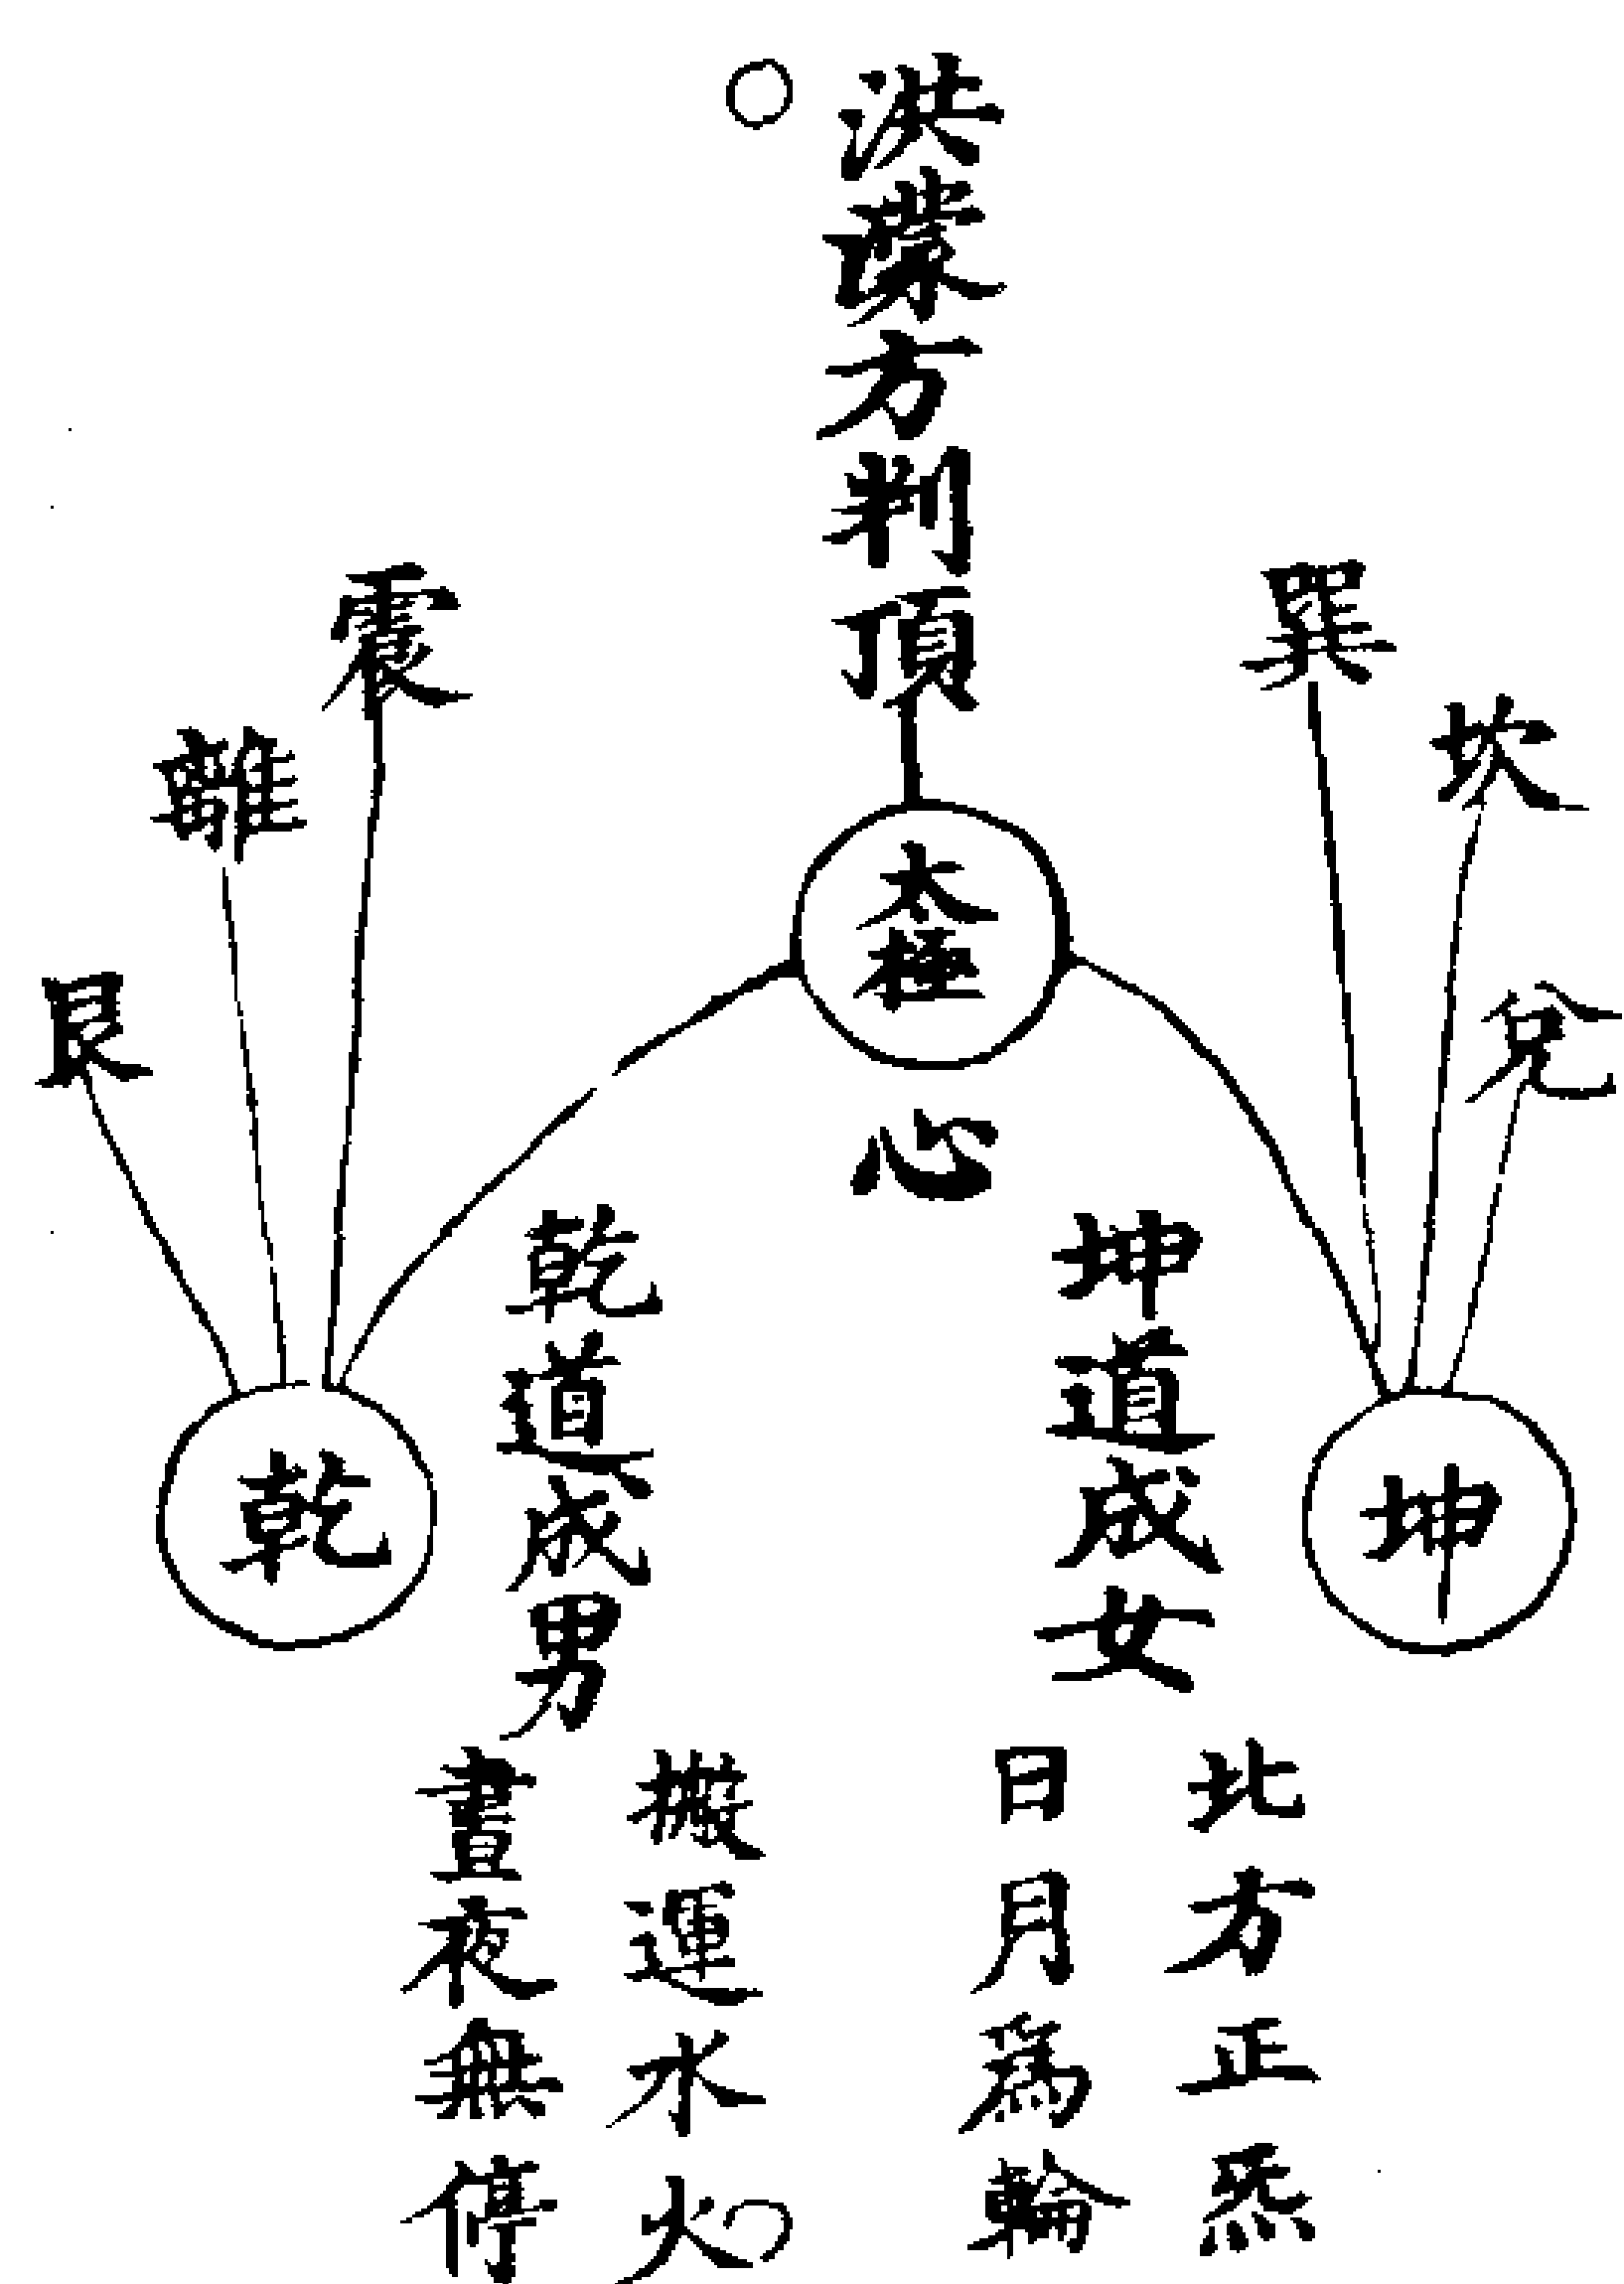 洪濛方判頂
太極
心
巽
坎
兌
坤
震
離
艮
乾
坤道成女
乾道成男
北方正炁
日月為輪
搬運水火
晝夜無停